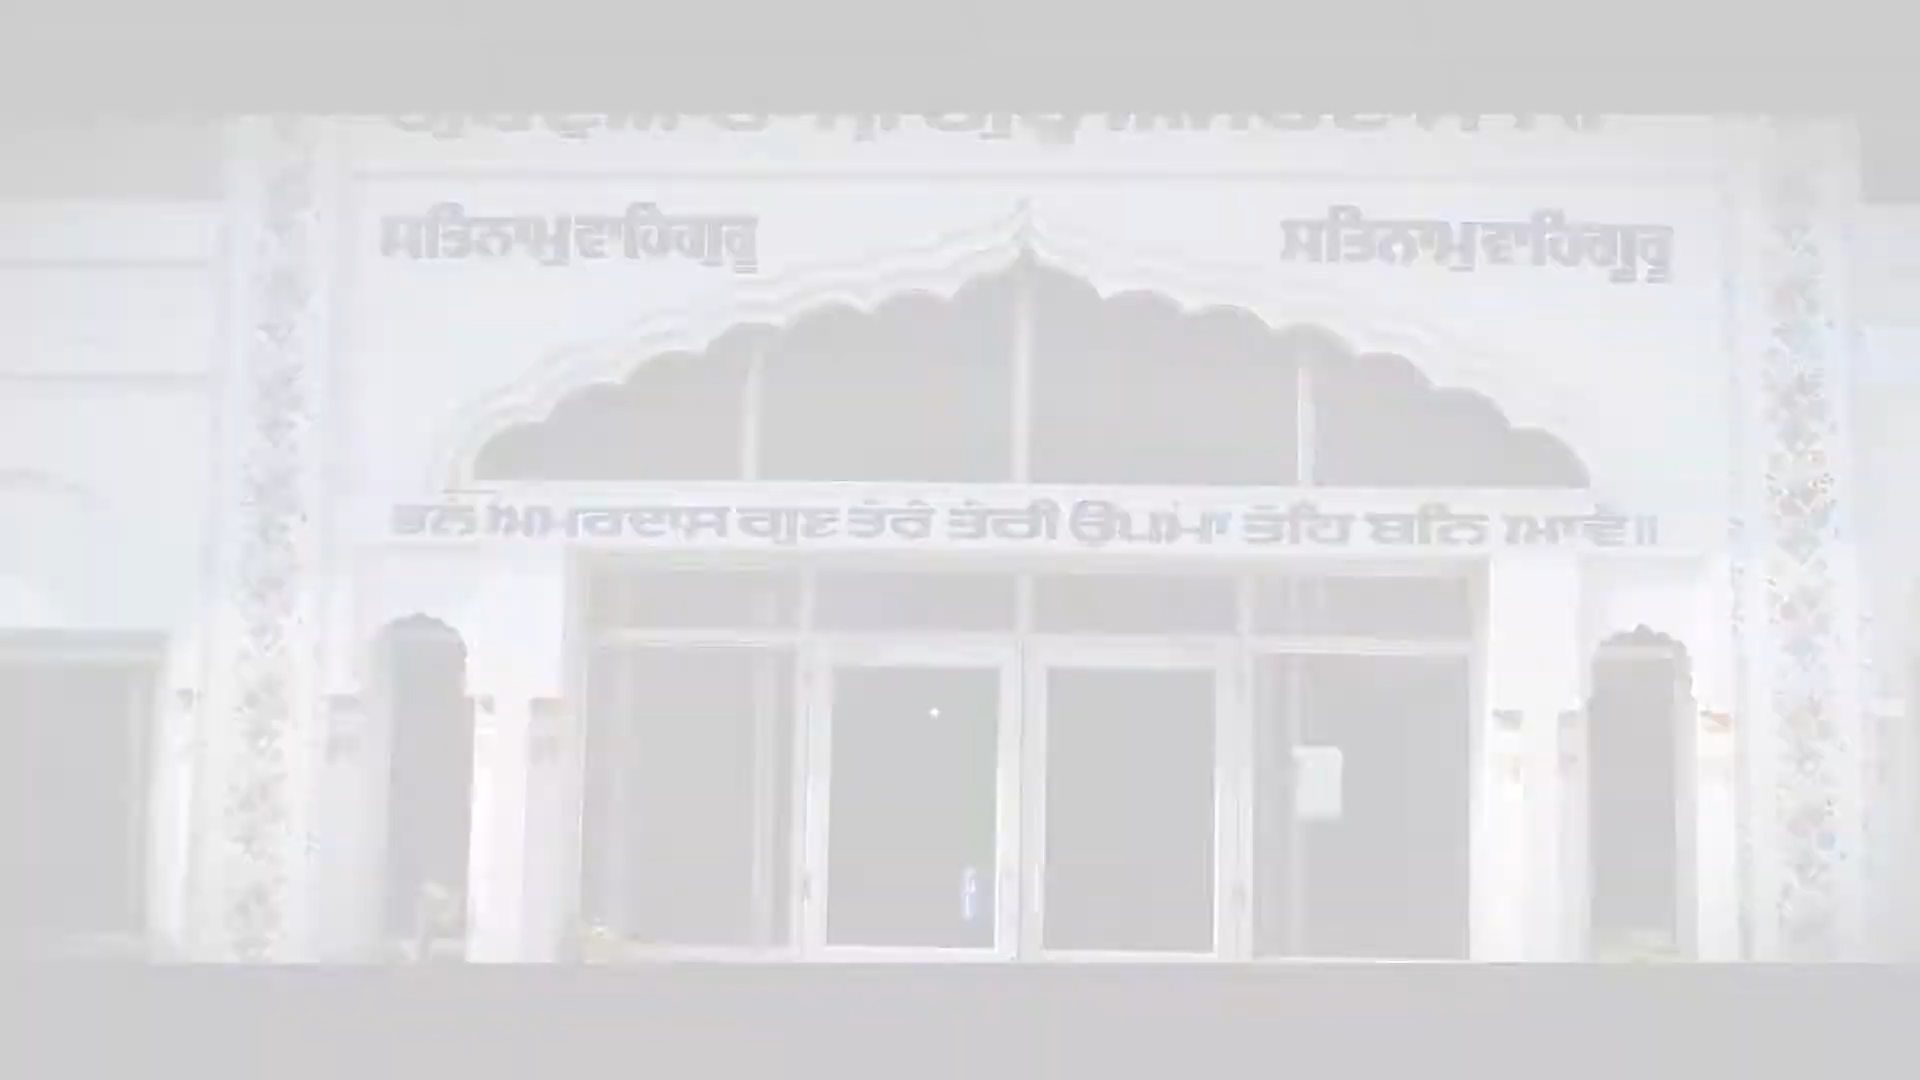 ਸਤਿਨਾਮੁ ਵਾਹਿਗੁਰੂ
ਸਤਿਨਾਮੁ ਵਾਹਿਗੁਰੂ
ਭਲੇ ਅਮਰਦਾਸ ਗੁਣ ਤੇਰੇ ਤੇਰੀ ਉਪਮਾ ਤੋਹਿ ਬਨਿ ਆਵੈ॥